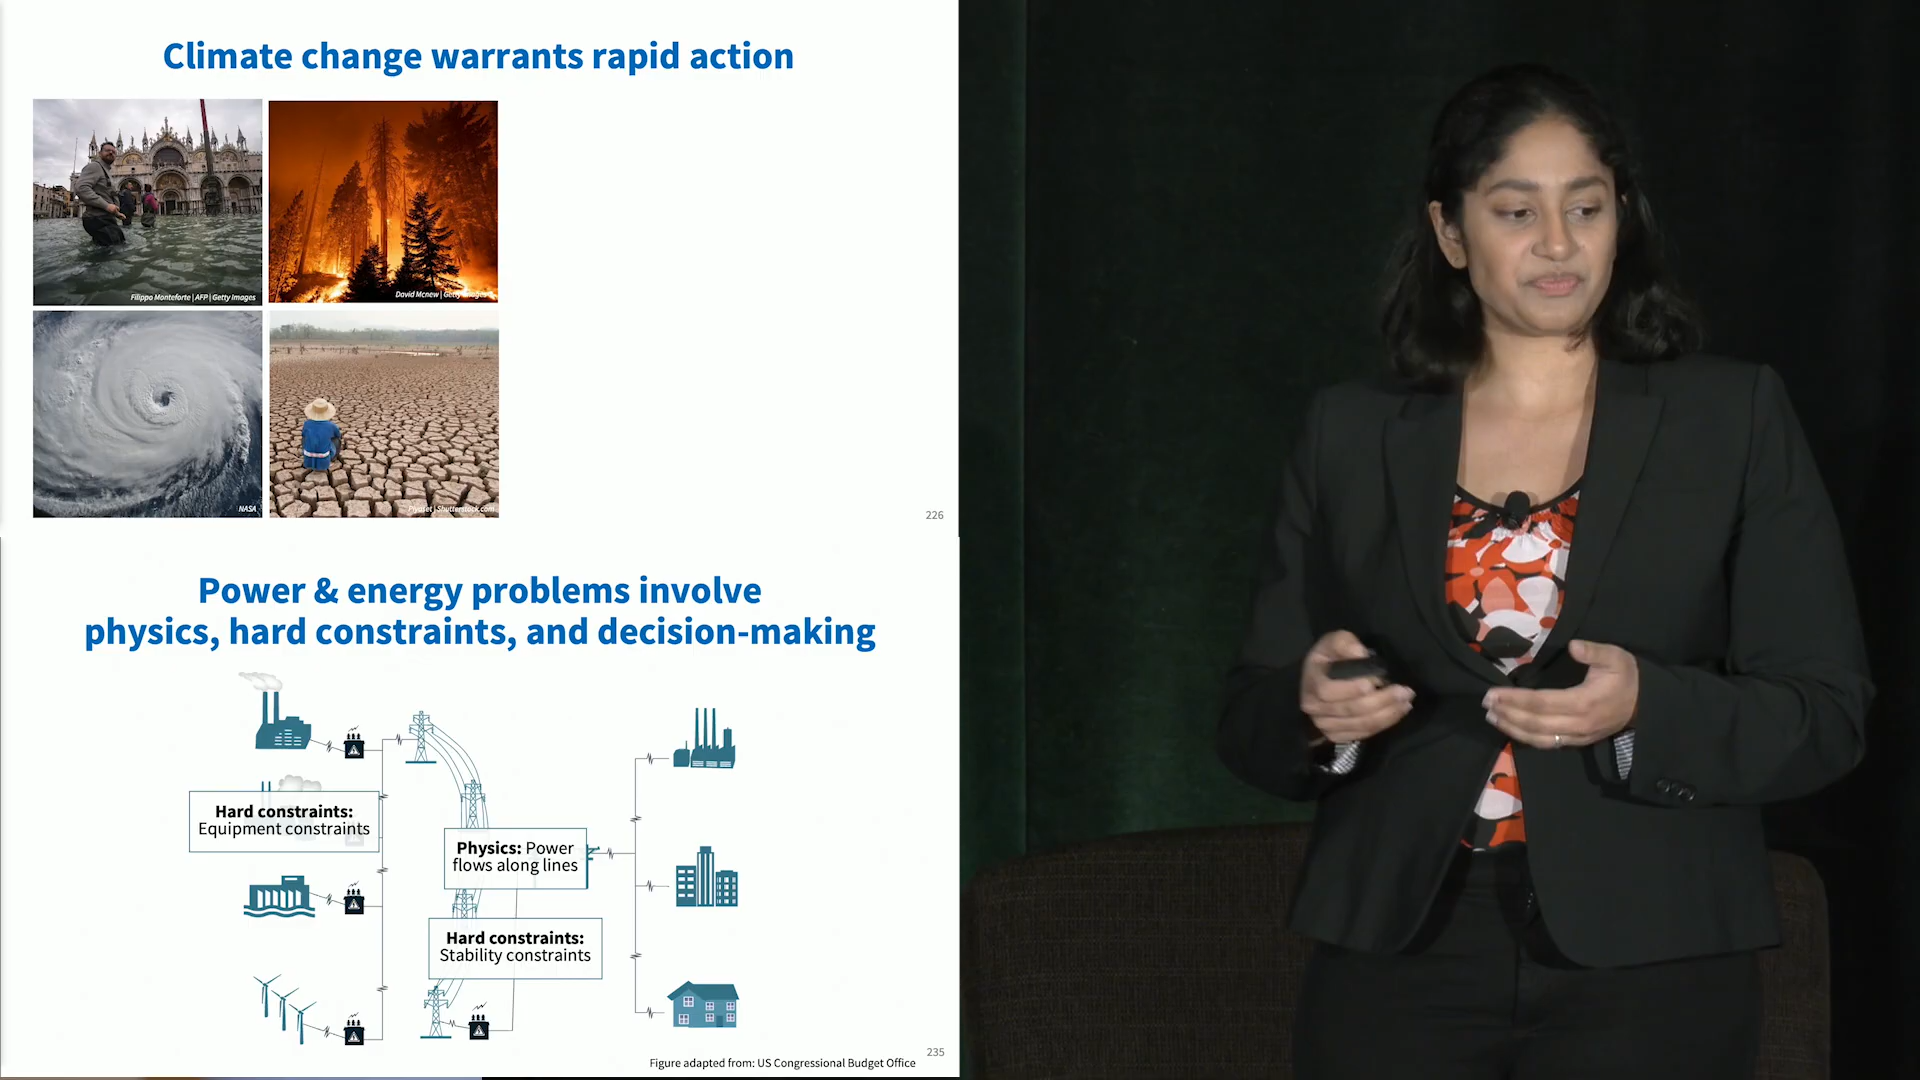 Climate change warrants rapid action
Filippo Monteforte | AFP | Getty Images
David Mcnew | Getty Images
NASA
Piyaset | Shutterstock.com
226
Power & energy problems involve
physics, hard constraints, and decision-making
Hard constraints:
Equipment constraints
Physics: Power
flows along lines
Hard constraints:
Stability constraints
235
Figure adapted from: US Congressional Budget Office